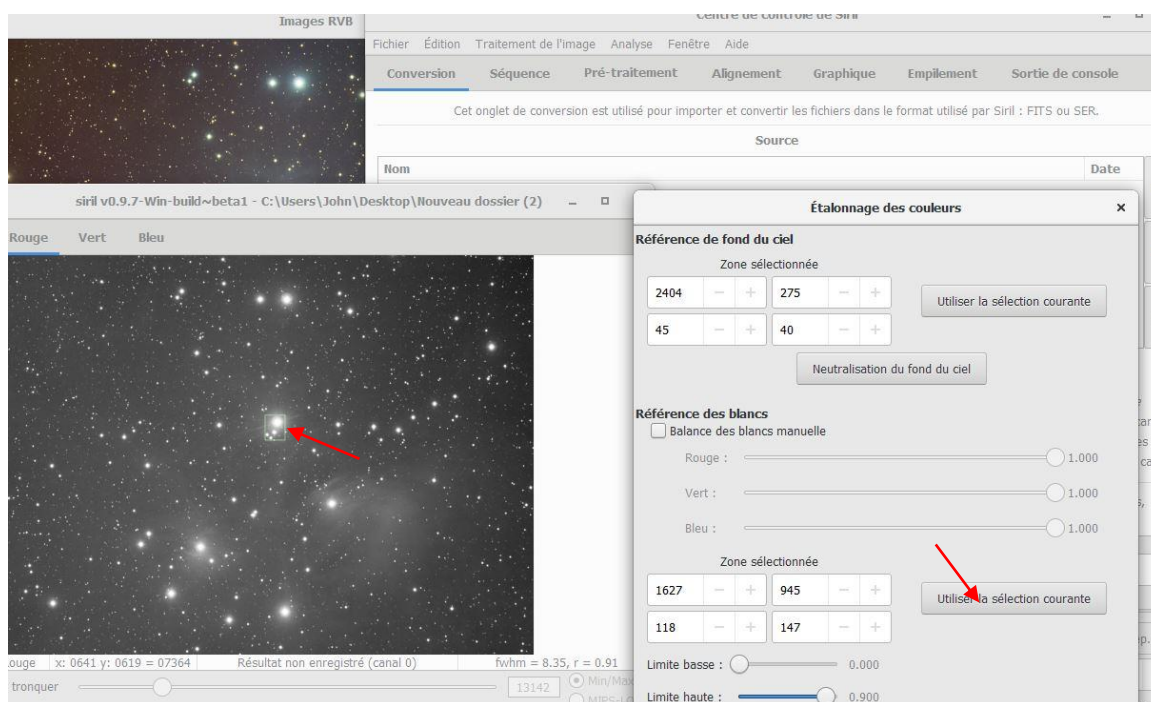 Images RVB
Centre de contrôle de Siril
Fichier Édition Traitement de l'image Analyse Fenêtre Aide
Conversion Séquence Pré-traitement Alignement Graphique Empilement Sortie de console
Cet onglet de conversion est utilisé pour importer et convertir les fichiers dans le format utilisé par Siril : FITS ou SER.
Source
Nom Date
siril v0.9.7-Win-build~beta1 - C:\Users\John\Desktop\Nouveau dossier (2)
Rouge Vert Bleu
Étalonnage des couleurs
Référence de fond du ciel
Zone sélectionnée
2404 - + 275 - +
Utiliser la sélection courante
45 - + 40 - +
Neutralisation du fond du ciel
Référence des blancs
Balance des blancs manuelle
Rouge : 1.000
Vert : 1.000
Bleu : 1.000
Zone sélectionnée
1627 - + 945 - +
Utiliser la sélection courante
118 - + 147 - +
Limite basse : 0.000
Limite haute : 0.900
x: 0641 y: 0619 = 07364 Résultat non enregistré (canal 0) fwhm = 8.35, r = 0.91
tronquer 13142 Min/Max